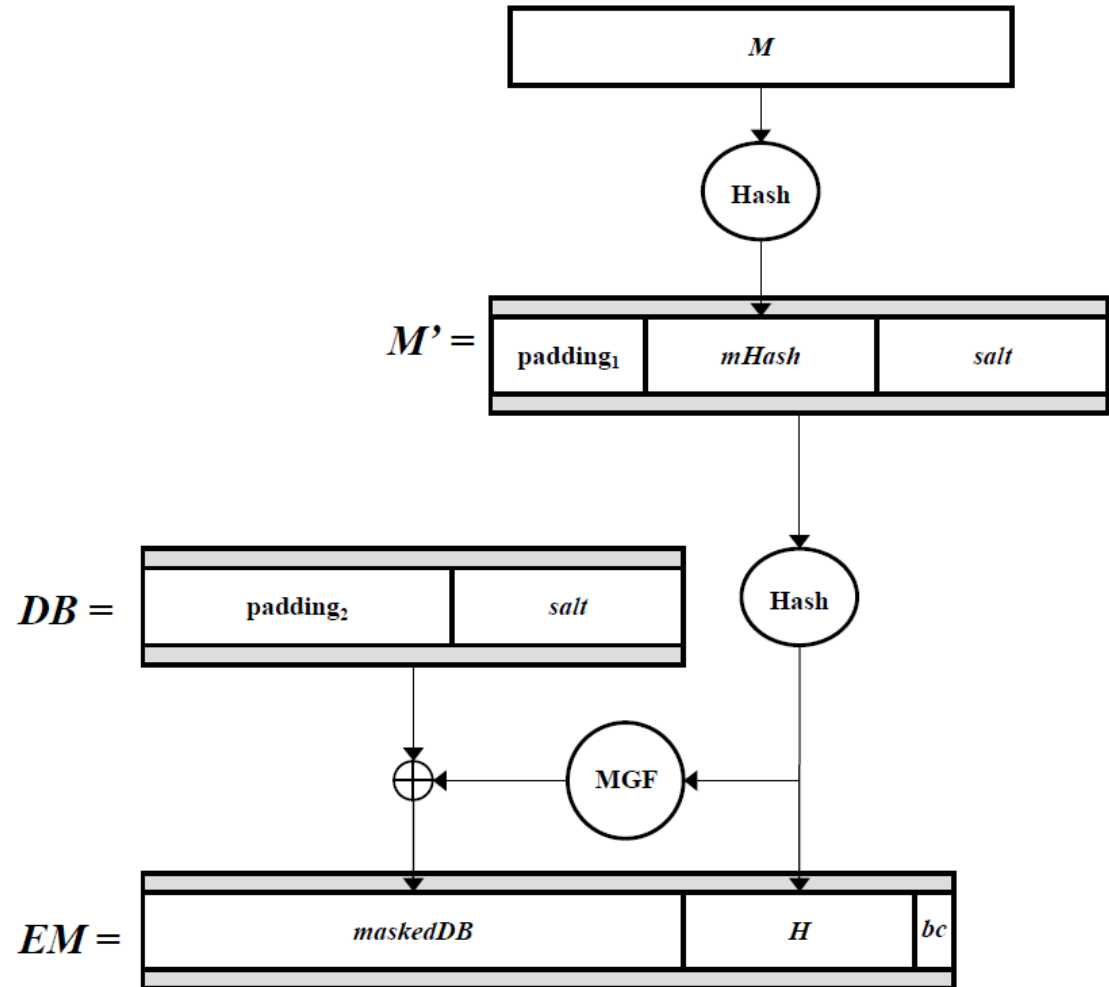 M
Hash
M’ =
padding₁ mHash salt
DB =
padding₂ salt
Hash
MGF
EM =
maskedDB H bc